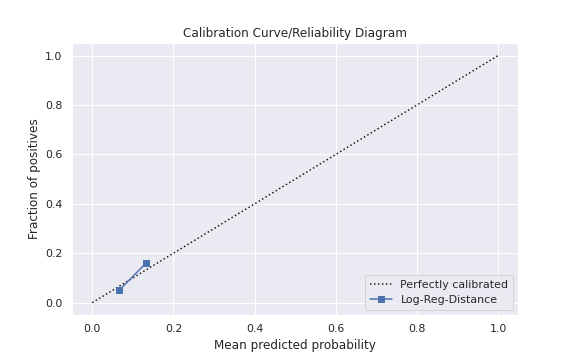 Calibration Curve/Reliability Diagram
1.0
0.8
0.6
0.4
0.2
0.0
Fraction of positives
Perfectly calibrated
Log-Reg-Distance
0.0 0.2 0.4 0.6 0.8 1.0
Mean predicted probability